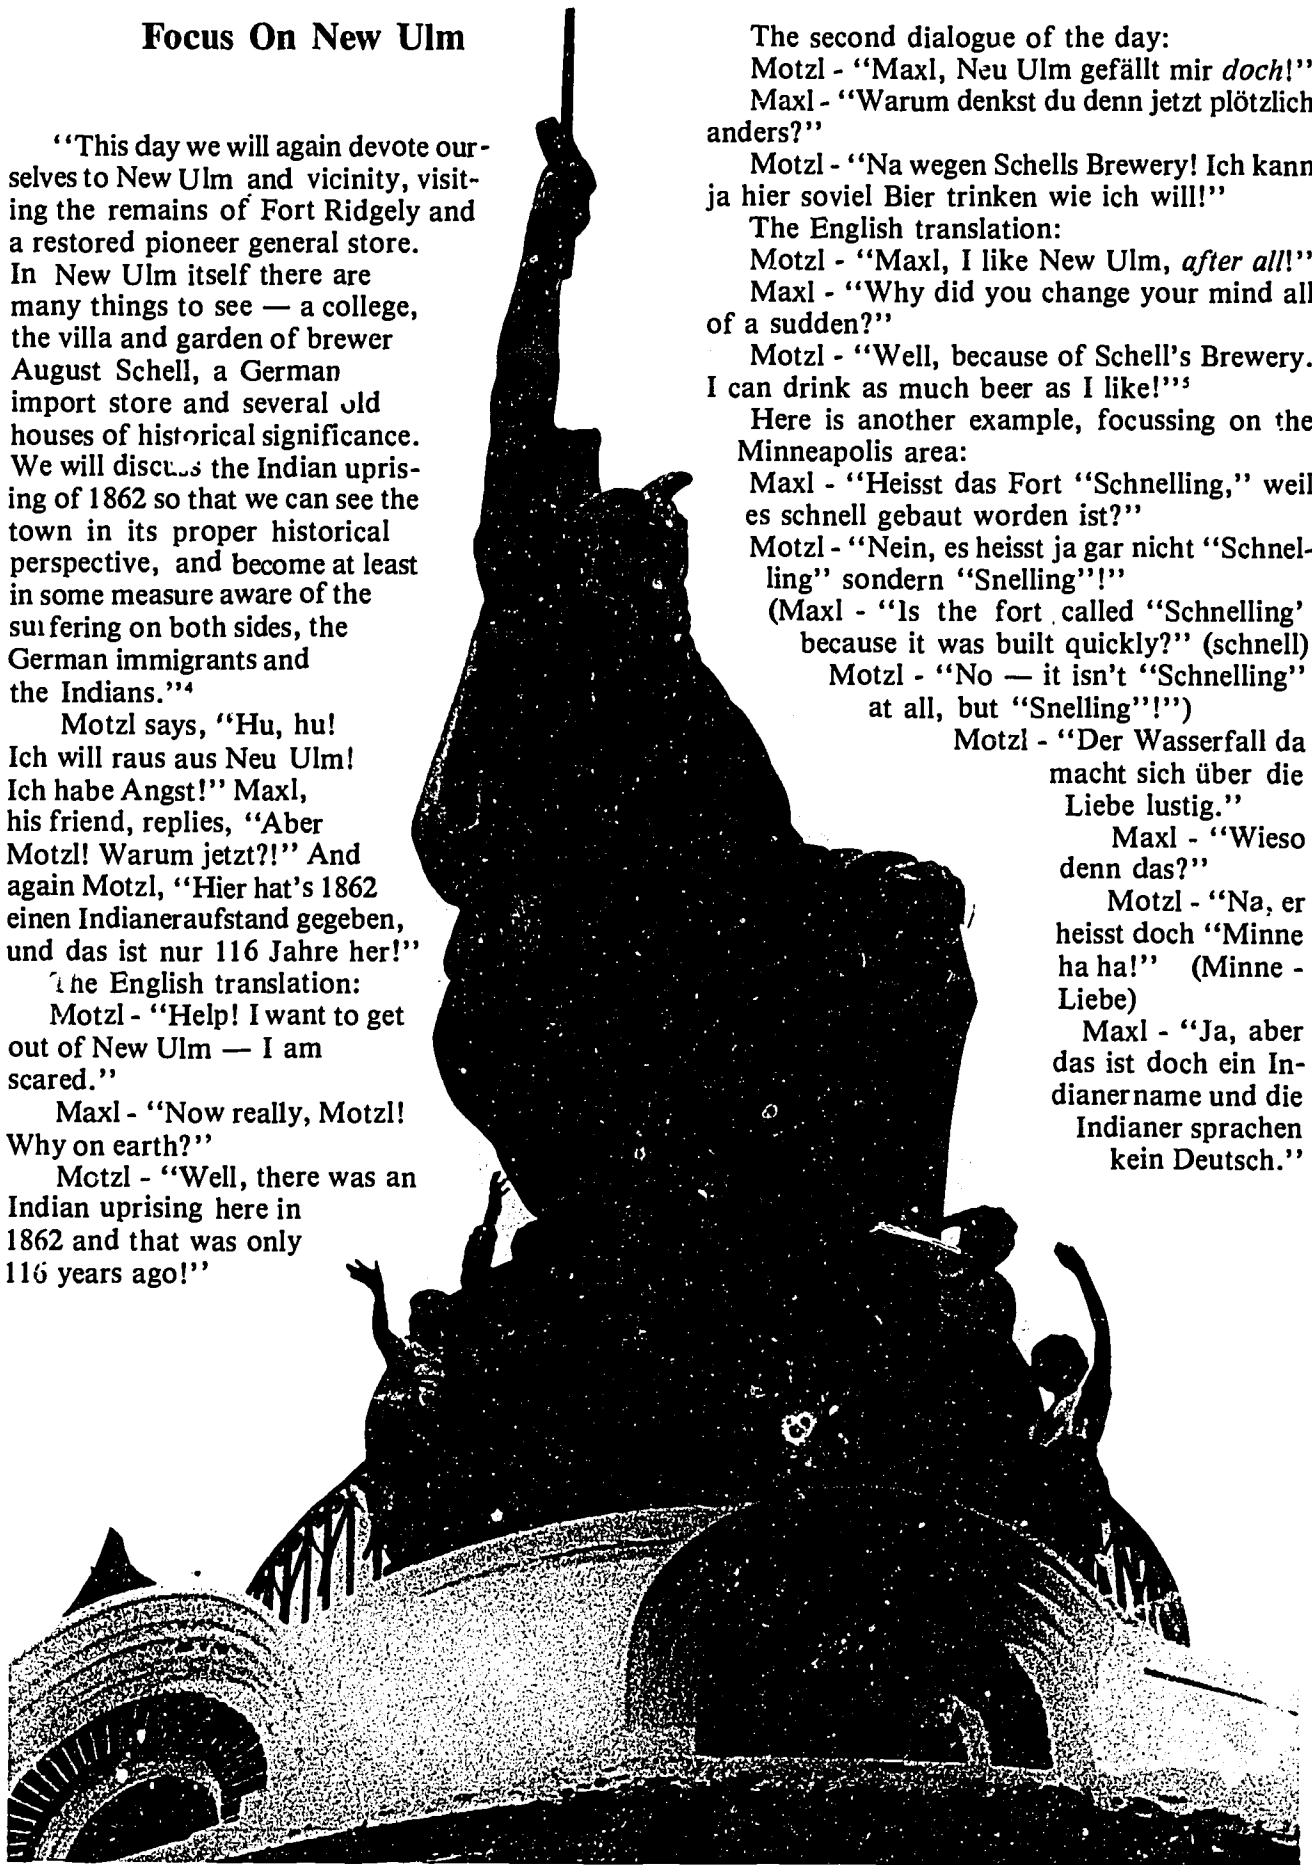 Focus On New Ulm
“This day we will again devote our-
selves to New Ulm and vicinity, visit-
ing the remains of Fort Ridgely and
a restored pioneer general store.
In New Ulm itself there are
many things to see — a college,
the villa and garden of brewer
August Schell, a German
import store and several old
houses of historical significance.
We will discuss the Indian upris-
ing of 1862 so that we can see the
town in its proper historical
perspective, and become at least
in some measure aware of the
suffering on both sides, the
German immigrants and
the Indians.”⁴
Motzl says, “Hu, hu!
Ich will raus aus Neu Ulm!
Ich habe Angst!” Maxl,
his friend, replies, “Aber
Motzl! Warum jetzt?!” And
again Motzl, “Hier hat's 1862
einen Indianeraufstand gegeben,
und das ist nur 116 Jahre her!”
The English translation:
Motzl - “Help! I want to get
out of New Ulm — I am
scared.”
Maxl - “Now really, Motzl!
Why on earth?”
Motzl - “Well, there was an
Indian uprising here in
1862 and that was only
116 years ago!”
The second dialogue of the day:
Motzl - “Maxl, Neu Ulm gefällt mir doch!”
Maxl - “Warum denkst du denn jetzt plötzlich
anders?”
Motzl - “Na wegen Schells Brewery! Ich kann
ja hier soviel Bier trinken wie ich will!”
The English translation:
Motzl - “Maxl, I like New Ulm, after all!”
Maxl - “Why did you change your mind all
of a sudden?”
Motzl - “Well, because of Schell's Brewery.
I can drink as much beer as I like!”⁵
Here is another example, focussing on the
Minneapolis area:
Maxl - “Heisst das Fort “Schnelling,” weil
es schnell gebaut worden ist?”
Motzl - “Nein, es heisst ja gar nicht “Schnel-
ling” sondern “Snelling”!”
(Maxl - “Is the fort called “Schnelling’
because it was built quickly?” (schnell)
Motzl - “No — it isn't “Schnelling”
at all, but “Snelling”!”)
Motzl - “Der Wasserfall da
macht sich über die
Liebe lustig.”
Maxl - “Wieso
denn das?”
Motzl - “Na, er
heisst doch “Minne
ha ha!” (Minne -
Liebe)
Maxl - “Ja, aber
das ist doch ein In-
dianername und die
Indianer sprachen
kein Deutsch.”